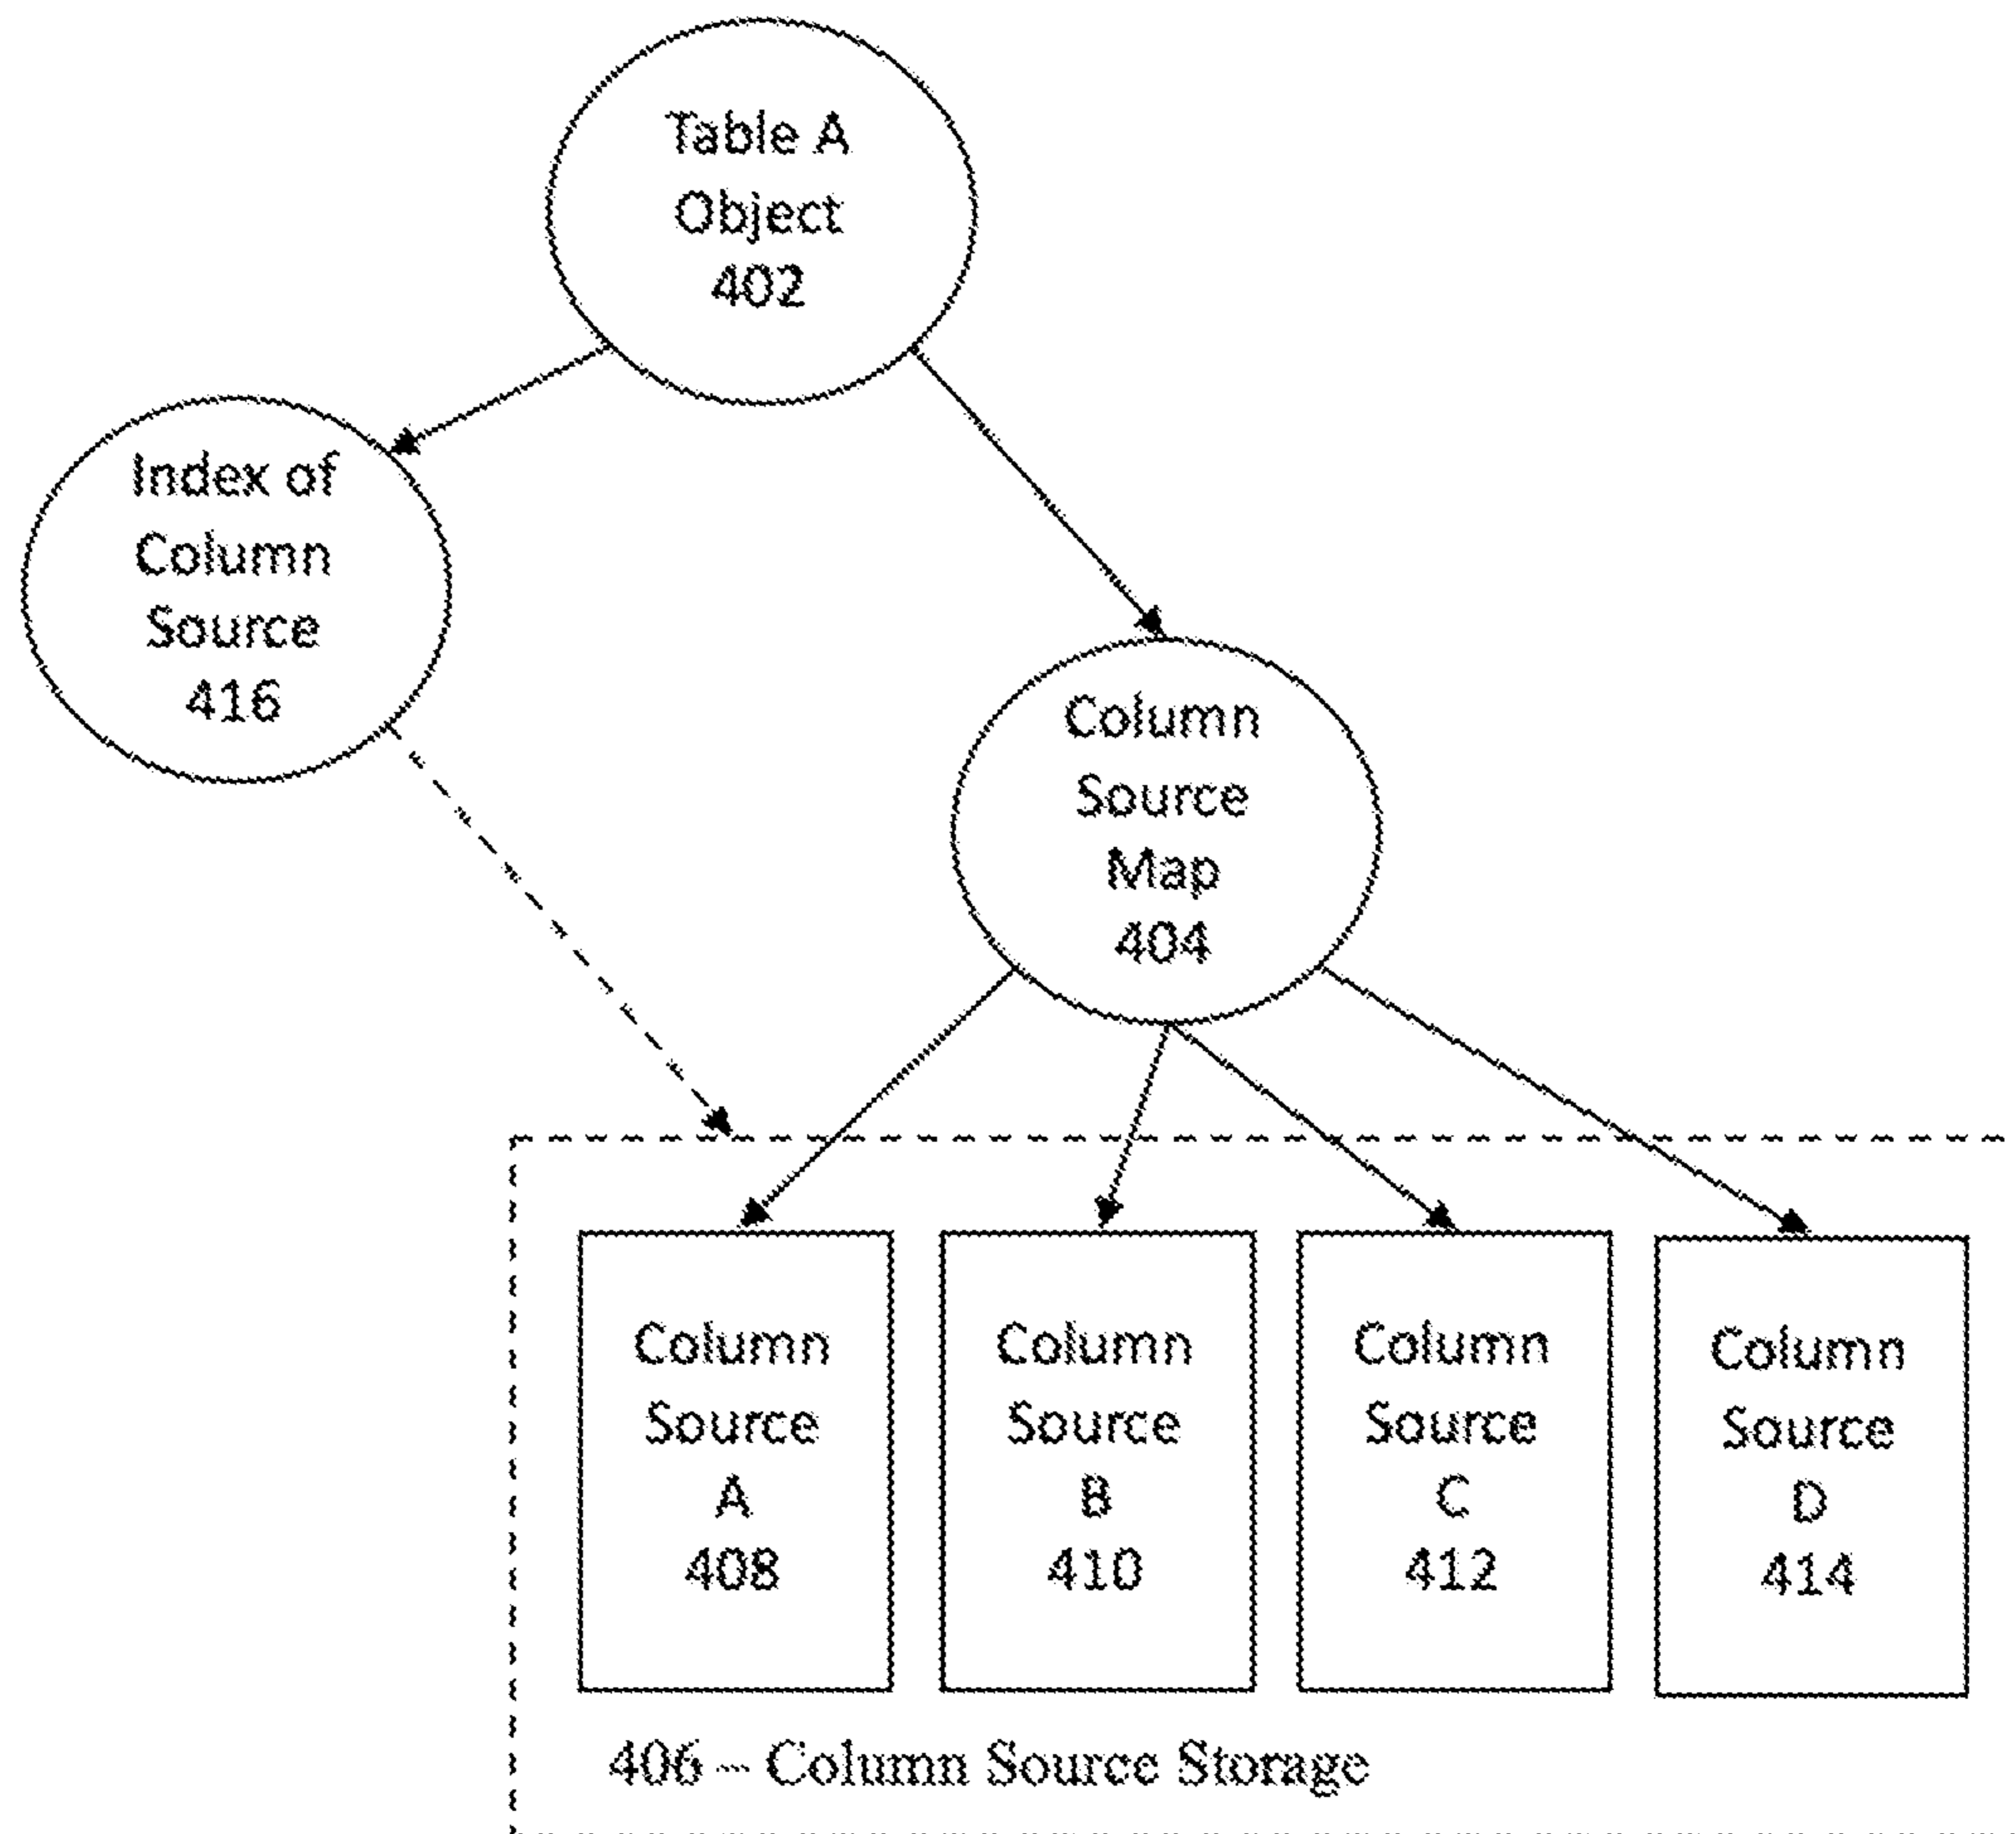 Table A
Object
402
Index of
Column
Source
416
Column
Source
Map
404
Column
Source
A
408
Column
Source
B
410
Column
Source
C
412
Column
Source
D
414
406 – Column Source Storage